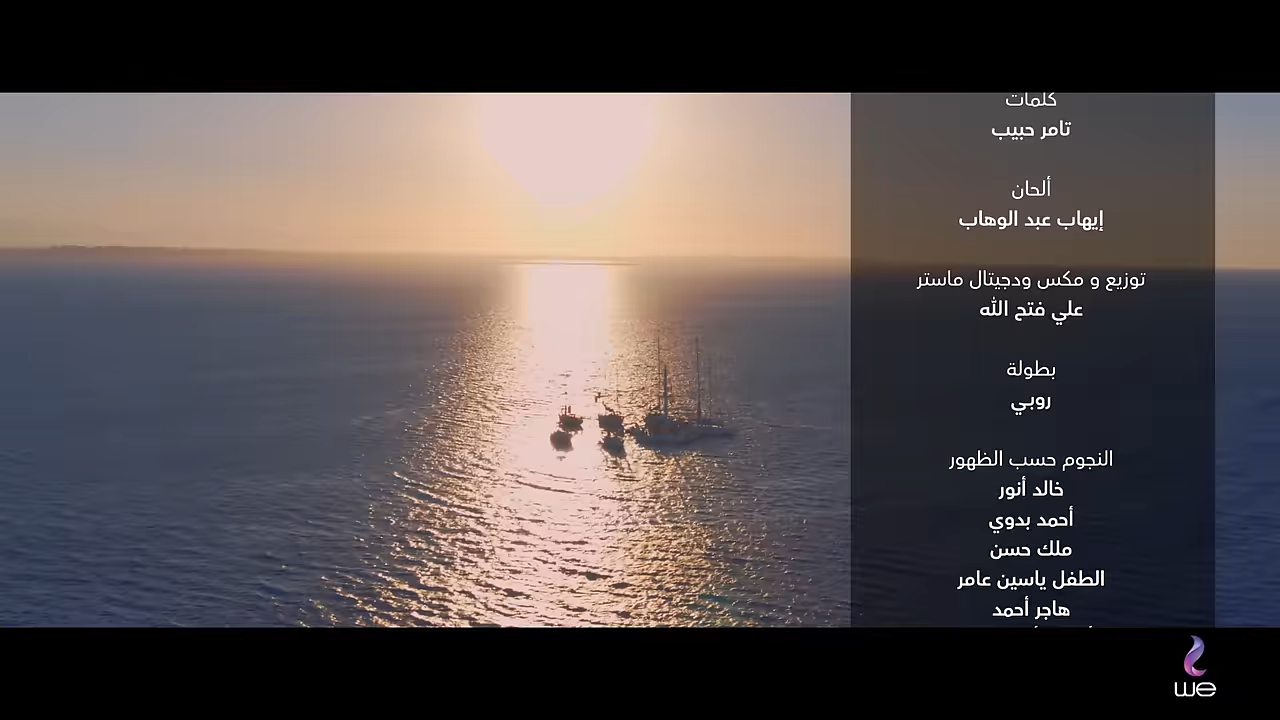 كلمات
تامر حبيب
ألحان
إيهاب عبد الوهاب
توزيع و مكس ودجيتال ماستر
علي فتح الله
بطولة
روبي
النجوم حسب الظهور
خالد أنور
أحمد بدوي
ملك حسن
الطفل ياسين عامر
هاجر أحمد
we